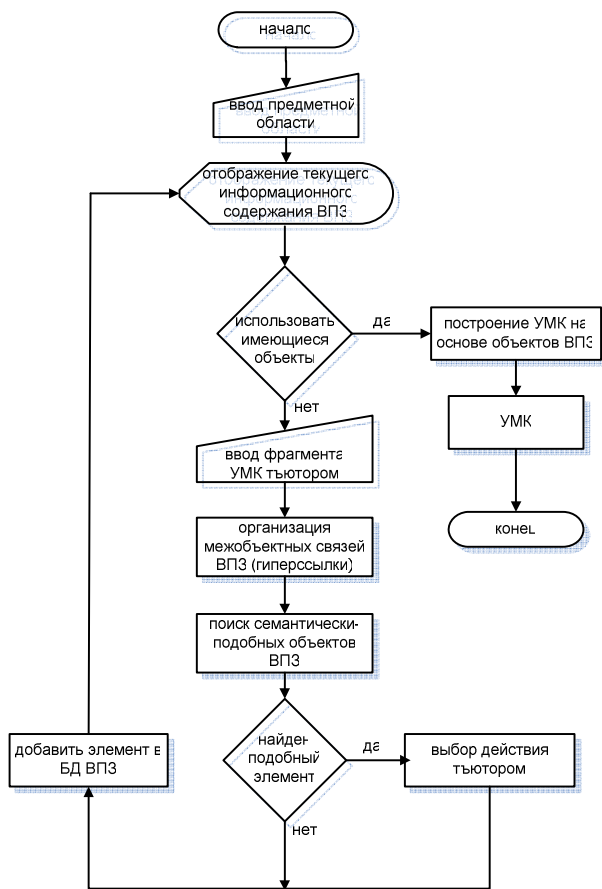 начало
ввод предметной
области
отображение текущего
информационного
содержания ВПЗ
использовать
имеющиеся
объекты
да
построение УМК на
основе объектов ВПЗ
УМК
конец
нет
ввод фрагмента
УМК тъютором
организация
межобъектных связей
ВПЗ (гиперссылки)
поиск семантически-
подобных объектов
ВПЗ
найден
подобный
элемент
да
выбор действия
тъютором
нет
добавить элемент в
БД ВПЗ